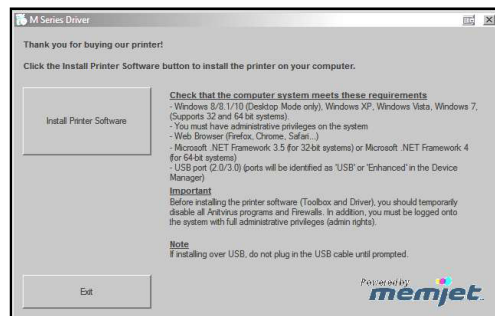 M Series Driver
Thank you for buying our printer!
Click the Install Printer Software button to install the printer on your computer.
Install Printer Software
Check that the computer system meets these requirements
- Windows 8/8.1/10 (Desktop Mode only), Windows XP, Windows Vista, Windows 7,
(Supports 32 and 64 bit systems).
- You must have administrative privileges on the system
- Web Browser (Firefox, Chrome, Safari...)
- Microsoft .NET Framework 3.5 (for 32-bit systems) or Microsoft .NET Framework 4
(for 64-bit systems)
- USB port (2.0/3.0) (ports will be identified as 'USB' or 'Enhanced' in the Device
Manager)
Important
Before installing the printer software (Toolbox and Driver), you should temporarily
disable all Anitvirus programs and Firewalls. In addition, you must be logged onto
the system with full administrative privileges (admin rights).
Note
If installing over USB, do not plug in the USB cable until prompted.
Exit
Powered by
memjet